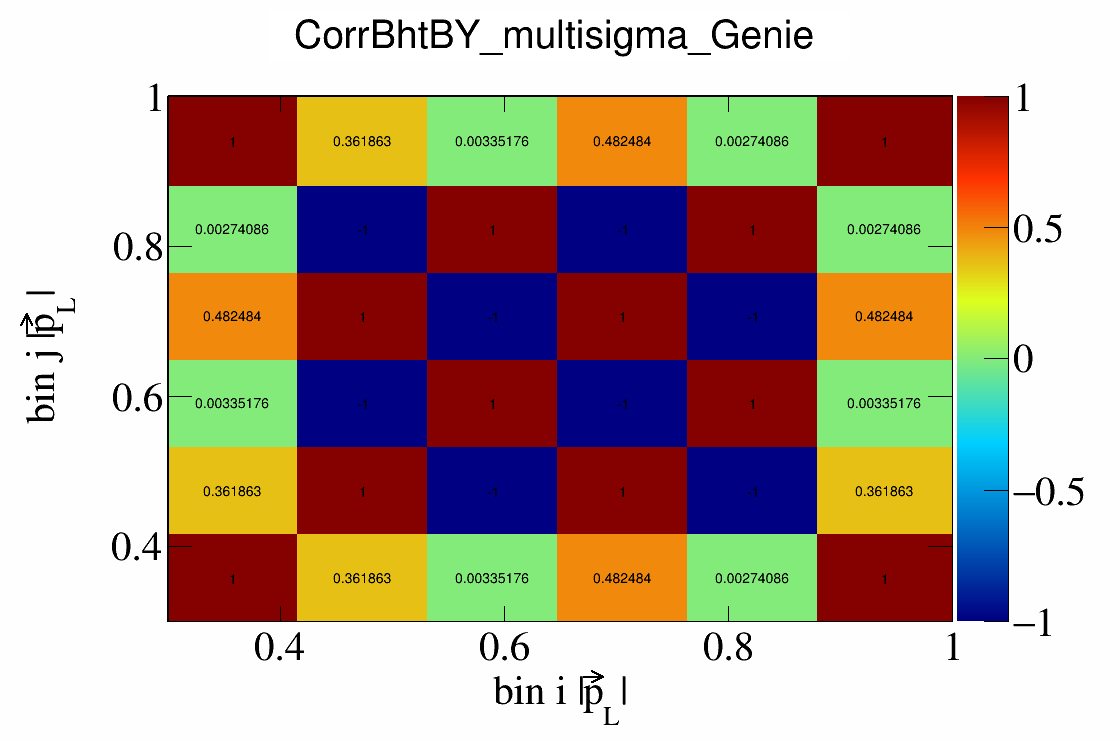 CorrBhtBY_multisigma_Genie
1 0.361863 0.00335176 0.482484 0.00274086 1
0.00274086 -1 1 -1 1 0.00274086
0.482484 1 -1 1 -1 0.482484
0.00335176 -1 1 -1 1 0.00335176
0.361863 1 -1 1 -1 0.361863
1 0.361863 0.00335176 0.482484 0.00274086 1
1
0.8
0.6
0.4
bin j |p⃗_L|
0.4 0.6 0.8 1
bin i |p⃗_L|
1
0.5
0
−0.5
−1